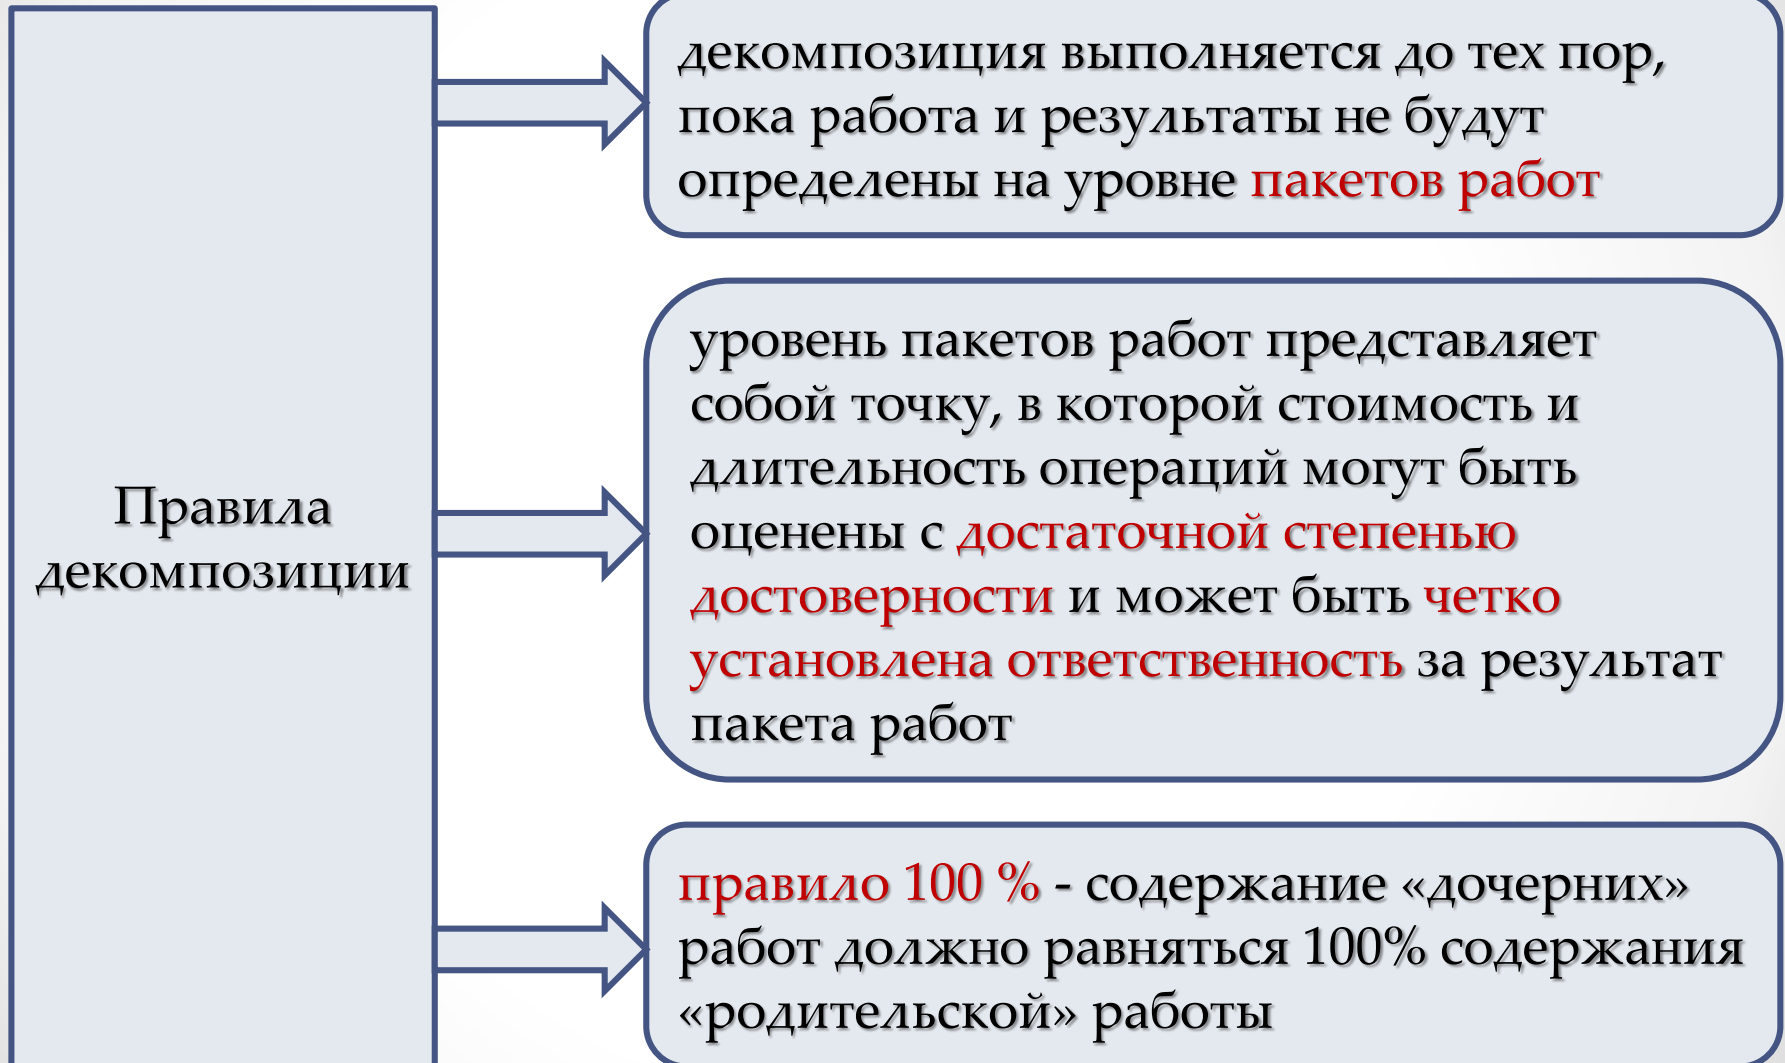 Правила
декомпозиции
декомпозиция выполняется до тех пор,
пока работа и результаты не будут
определены на уровне пакетов работ
уровень пакетов работ представляет
собой точку, в которой стоимость и
длительность операций могут быть
оценены с достаточной степенью
достоверности и может быть четко
установлена ответственность за результат
пакета работ
правило 100 % - содержание «дочерних»
работ должно равняться 100% содержания
«родительской» работы